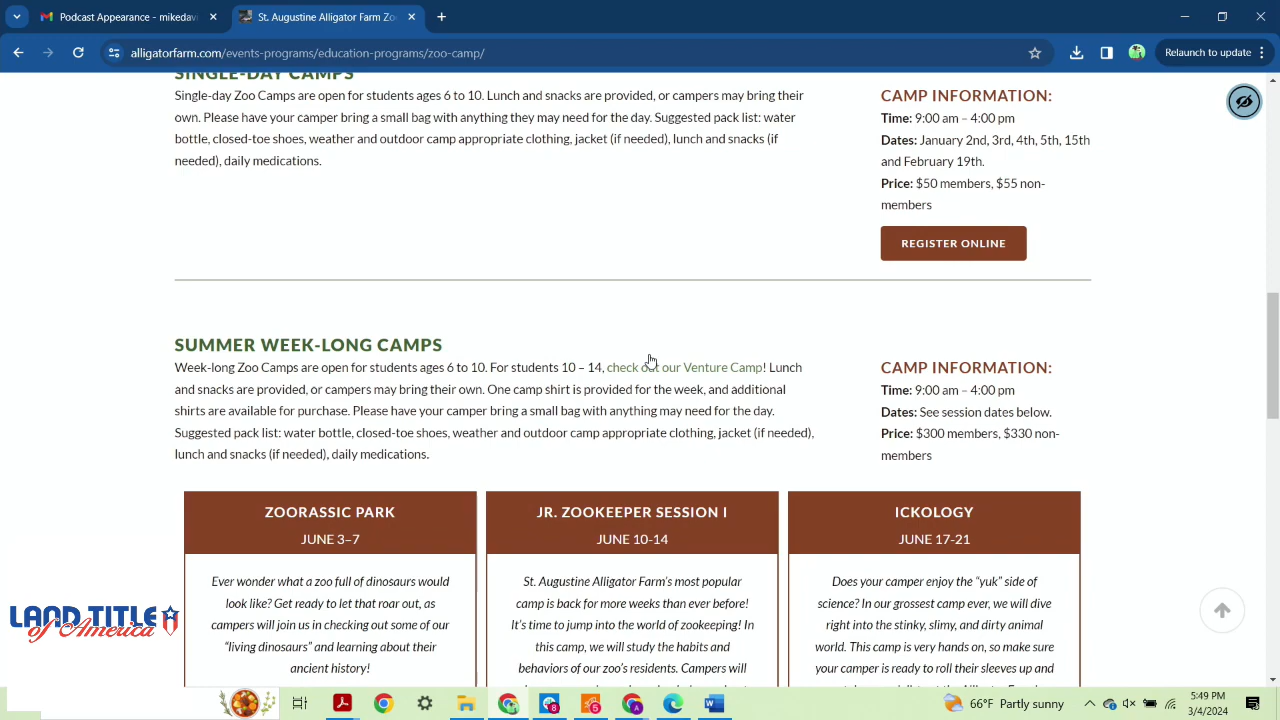 Podcast Appearance - mikedav
St. Augustine Alligator Farm Zo
alligatorfarm.com/events-programs/education-programs/zoo-camp/
Relaunch to update
SINGLE-DAY CAMPS
Single-day Zoo Camps are open for students ages 6 to 10. Lunch and snacks are provided, or campers may bring their
own. Please have your camper bring a small bag with anything they may need for the day. Suggested pack list: water
bottle, closed-toe shoes, weather and outdoor camp appropriate clothing, jacket (if needed), lunch and snacks (if
needed), daily medications.
CAMP INFORMATION:
Time: 9:00 am – 4:00 pm
Dates: January 2nd, 3rd, 4th, 5th, 15th
and February 19th.
Price: $50 members, $55 non-
members
REGISTER ONLINE
SUMMER WEEK-LONG CAMPS
Week-long Zoo Camps are open for students ages 6 to 10. For students 10 – 14, check out our Venture Camp! Lunch
and snacks are provided, or campers may bring their own. One camp shirt is provided for the week, and additional
shirts are available for purchase. Please have your camper bring a small bag with anything may need for the day.
Suggested pack list: water bottle, closed-toe shoes, weather and outdoor camp appropriate clothing, jacket (if needed),
lunch and snacks (if needed), daily medications.
CAMP INFORMATION:
Time: 9:00 am – 4:00 pm
Dates: See session dates below.
Price: $300 members, $330 non-
members
ZOORASSIC PARK
JUNE 3–7
Ever wonder what a zoo full of dinosaurs would
look like? Get ready to let that roar out, as
campers will join us in checking out some of our
“living dinosaurs” and learning about their
ancient history!
JR. ZOOKEEPER SESSION I
JUNE 10-14
St. Augustine Alligator Farm’s most popular
camp is back for more weeks than ever before!
It’s time to jump into the world of zookeeping! In
this camp, we will study the habits and
behaviors of our zoo’s residents. Campers will
ICKOLOGY
JUNE 17-21
Does your camper enjoy the “yuk” side of
science? In our grossest camp ever, we will dive
right into the stinky, slimy, and dirty animal
world. This camp is very hands on, so make sure
your camper is ready to roll their sleeves up and
LAND TITLE
of America
66°F Partly sunny
5:49 PM
3/4/2024